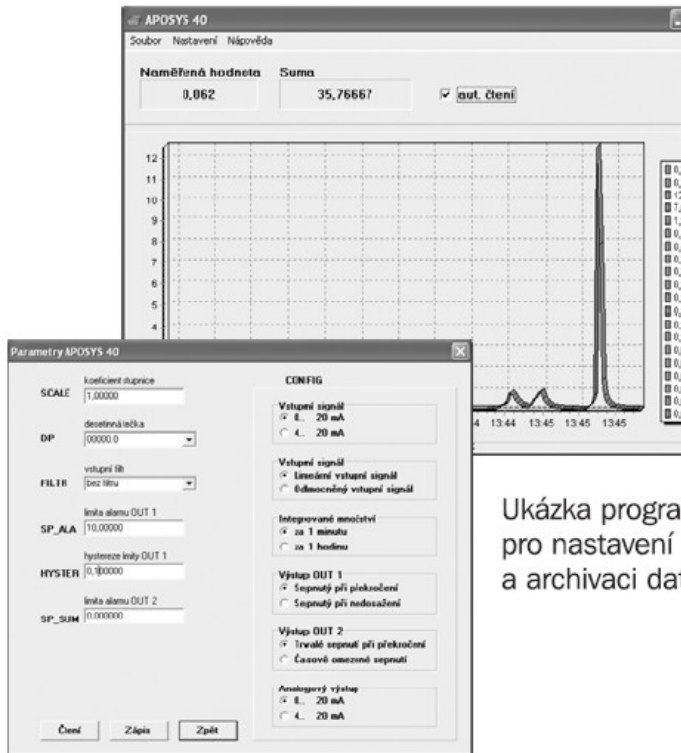 APOSYS 40
Soubor Nastavení Nápověda
Naměřená hodnota Suma
0,062 35,76667 aut. čtení
12
11
10
9
8
7
6
5
4
13:44 13:45 13:45 13:45
Parametry APOSYS 40
koeficient stupnice
SCALE 1,00000
desetinná tečka
DP 00000.0
vstupní filtr
FILTR bez filtru
limita alarmu OUT 1
SP_ALA 10,00000
hystereze limity OUT 1
HYSTER 0,100000
limita alarmu OUT 2
SP_SUM 0.000000
Čtení Zápis Zpět
CONFIG
Vstupní signál
0... 20 mA
4... 20 mA
Vstupní signál
Lineární vstupní signál
Odmocněný vstupní signál
Integrované množství
za 1 minutu
za 1 hodinu
Výstup OUT 1
Sepnutý při překročení
Sepnutý při nedosažení
Výstup OUT 2
Trvalé sepnutí při překročení
Časově omezené sepnutí
Analogový výstup
0... 20 mA
4... 20 mA
Ukázka progra
pro nastavení
a archivaci dat